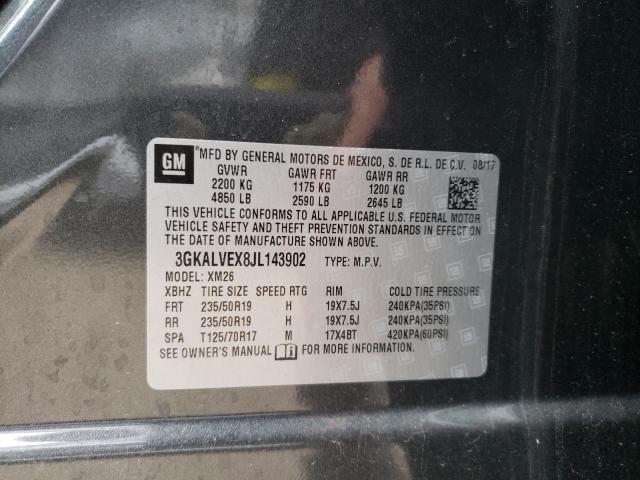 GM *MFD BY GENERAL MOTORS DE MEXICO, S. DE R.L. DE C.V. 08/17
GVWR GAWR FRT GAWR RR
2200 KG 1175 KG 1200 KG
4850 LB 2590 LB 2645 LB
THIS VEHICLE CONFORMS TO ALL APPLICABLE U.S. FEDERAL MOTOR
VEHICLE SAFETY AND THEFT PREVENTION STANDARDS IN EFFECT ON
THE DATE OF MANUFACTURE SHOWN ABOVE.
3GKALVEX8JL143902 TYPE: M.P.V.
MODEL: XM26
XBHZ TIRE SIZE SPEED RTG RIM COLD TIRE PRESSURE
FRT 235/50R19 H 19X7.5J 240KPA(35PSI)
RR 235/50R19 H 19X7.5J 240KPA(35PSI)
SPA T125/70R17 M 17X4BT 420KPA(60PSI)
SEE OWNER'S MANUAL FOR MORE INFORMATION.